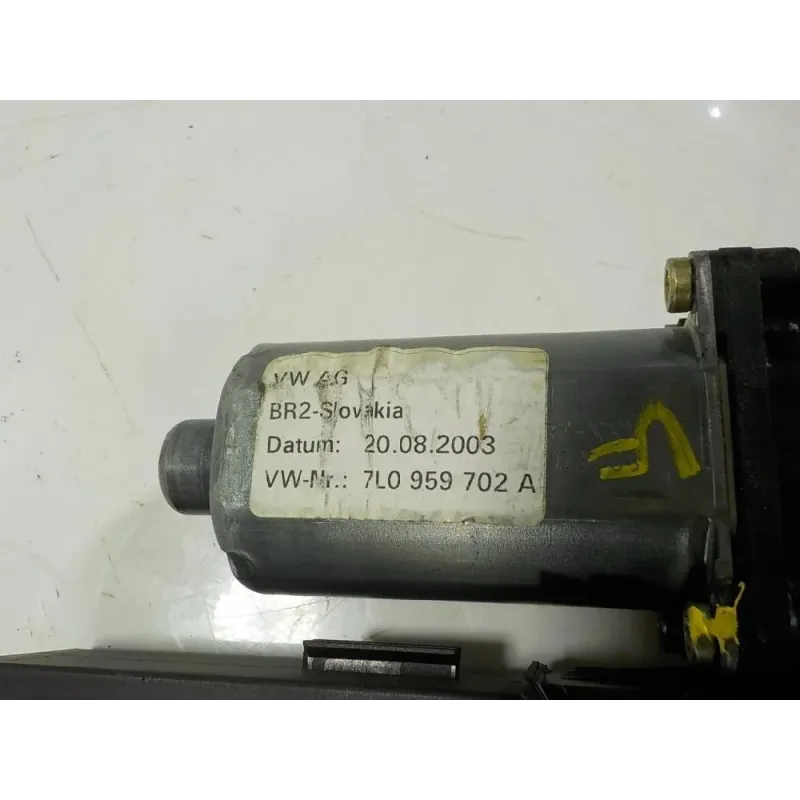 VW AG
BR2-Slovakia
Datum: 20.08.2003
VW-Nr.: 7L0 959 702 A